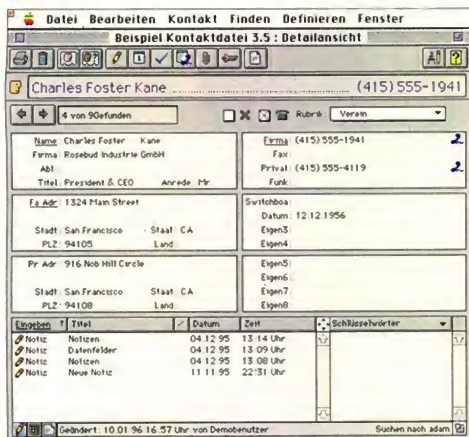 Datei Bearbeiten Kontakt Finden Definieren Fenster
Beispiel Kontaktdatei 3.5 : Detailansicht
Charles Foster Kane (415) 555-1941
4 von 9Gefunden Rubrik: Verein
Name: Charles Foster Kane
Firma: Rosebud Industrie GmbH
Abt
Titel: President & CEO Anrede: Mr.
Firma: (415) 555-1941
Fax:
Privat: (415) 555-4119
Funk:
Fa Adr: 1324 Main Street
Stadt: San Francisco Staat: CA
PLZ: 94105 Land
Switchboa
Datum: 12.12.1956
Eigen3
Eigen4
Pr Adr: 916 Nob Hill Circle
Stadt: San Francisco Staat: CA
PLZ: 94108 Land
Eigen5
Eigen6
Eigen7
Eigen8
Eingeben Titel Datum Zeit Schlüsselwörter
Notiz Notizen 04.12.95 13:14 Uhr
Notiz Datenfelder 04.12.95 13:09 Uhr
Notiz Notizen 04.12.95 13:08 Uhr
Notiz Neue Notiz 11.11.95 22:31 Uhr
Geändert: 10.01.96 16:57 Uhr von Demobenutzer Suchen nach adam